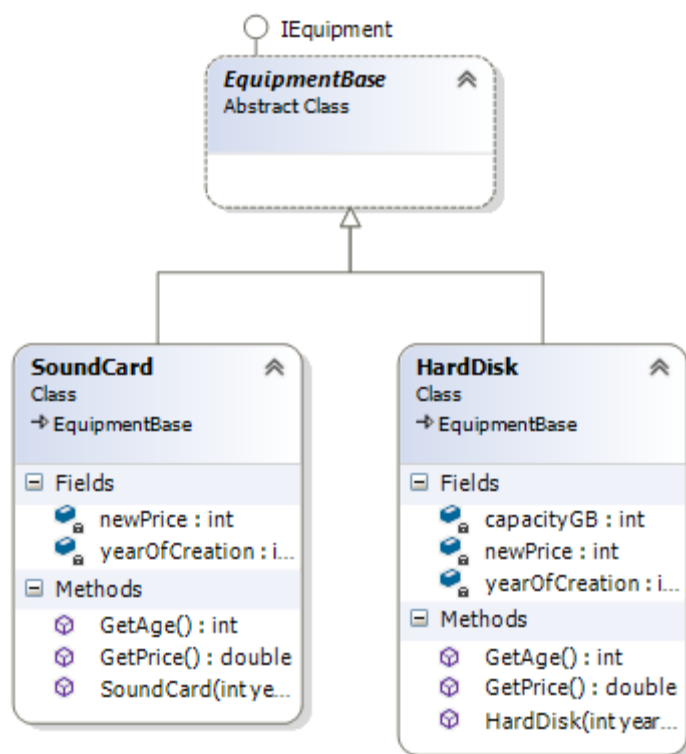 IEquipment
EquipmentBase
Abstract Class
SoundCard
Class
EquipmentBase
Fields
newPrice : int
yearOfCreation : i...
Methods
GetAge() : int
GetPrice() : double
SoundCard(int ye...
HardDisk
Class
EquipmentBase
Fields
capacityGB : int
newPrice : int
yearOfCreation : i...
Methods
GetAge() : int
GetPrice() : double
HardDisk(int year...